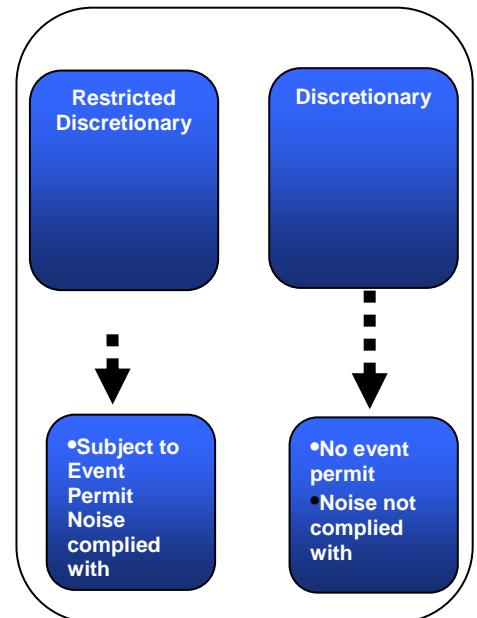 Restricted
Discretionary
Discretionary
•Subject to
Event
Permit
Noise
complied
with
•No event
permit
•Noise not
complied
with